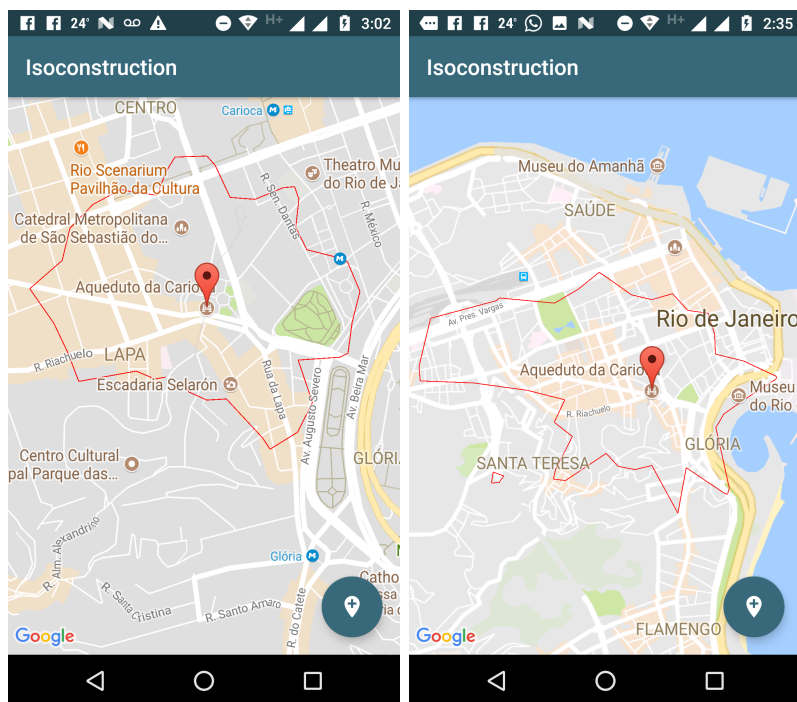 24° H+ 3:02
Isoconstruction
CENTRO
Carioca
Rio Scenarium
Pavilhão da Cultura
Theatro Mu
do Rio de Ja
R. Sen. Dantas
R. México
Catedral Metropolitana
de São Sebastião do...
Aqueduto da Cario
R. Riachuelo
LAPA
Escadaria Selarón
Rua da Lapa
Av. Augusto Severo
Av. Beira Mar
Centro Cultural
pal Parque das...
GLÓRI
R. Alm. Alexandrino
Glória
R. Santa Cristina
R. Santo Amaro
R. do Catete
Catho
Google
24° H+ 2:35
Isoconstruction
Museu do Amanhã
SAÚDE
Av. Pres. Vargas
Rio de Janeiro
Aqueduto da Cario
Museu
do Rio
R. Riachuelo
GLÓRIA
SANTA TERESA
FLAMENGO
Google